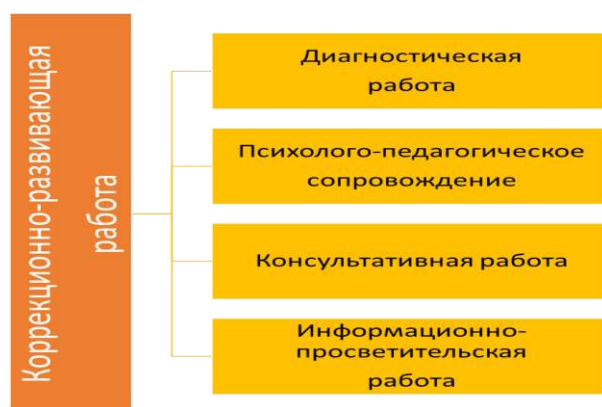 Коррекционно-развивающая
работа
Диагностическая
работа
Психолого-педагогическое
сопровождение
Консультативная работа
Информационно-
просветительская
работа